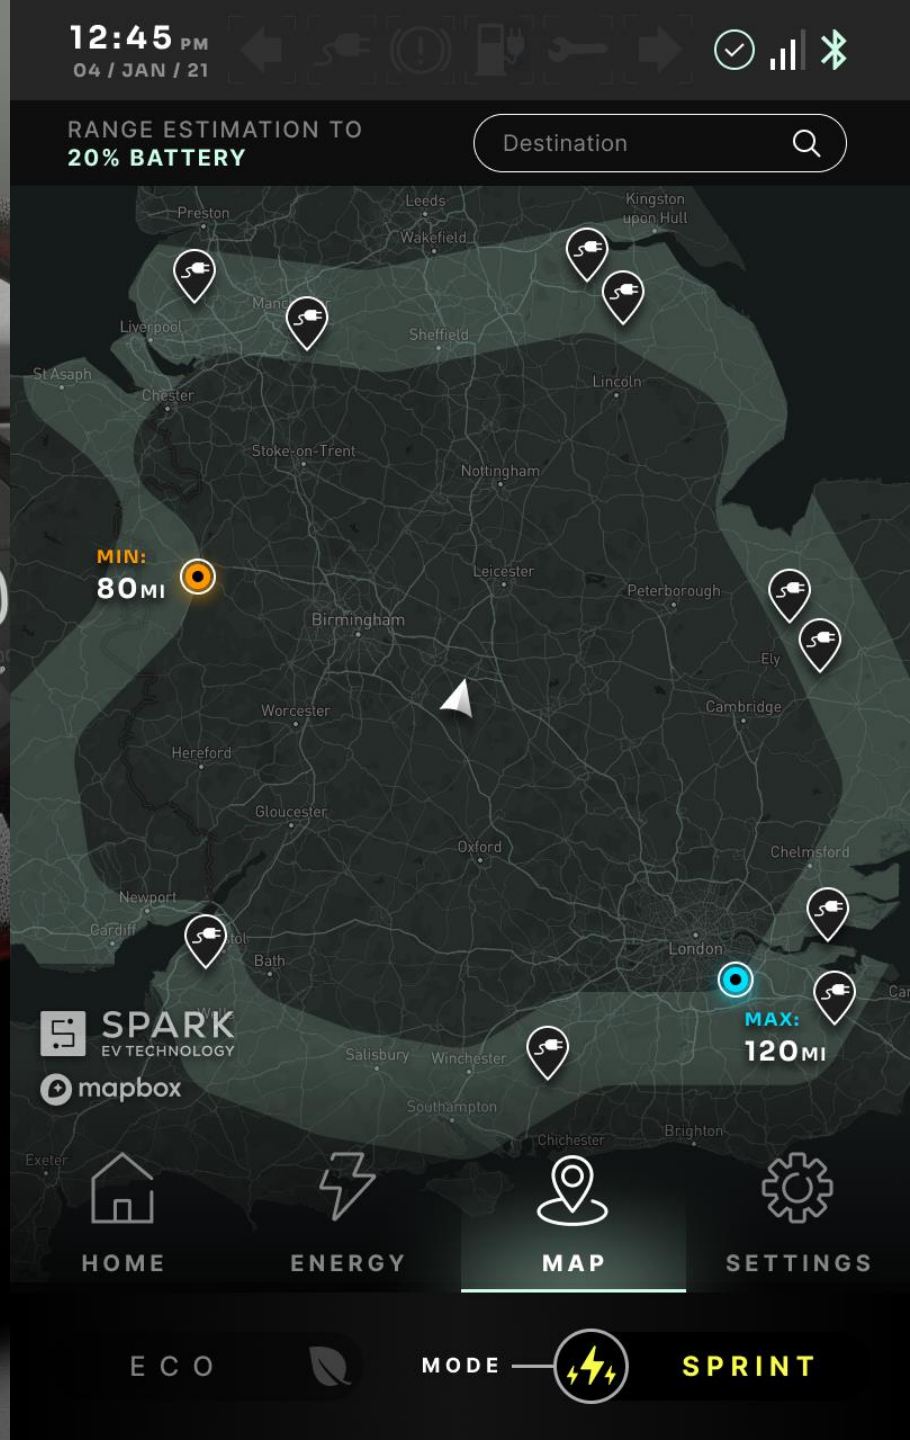 12:45 PM
04 / JAN / 21
RANGE ESTIMATION TO
20% BATTERY
Destination
Preston
Leeds
Kingston
upon Hull
Wakefield
Liverpool
Sheffield
St Asaph
Chester
Lincoln
Stoke-on-Trent
Nottingham
MIN:
80MI
Leicester
Peterborough
Birmingham
Ely
Worcester
Cambridge
Hereford
Gloucester
Oxford
Chelmsford
Newport
Cardiff
London
Bath
MAX:
120MI
SPARK
EV TECHNOLOGY
mapbox
Salisbury
Winchester
Southampton
Chichester
Brighton
Exeter
HOME
ENERGY
MAP
SETTINGS
ECO
MODE
SPRINT